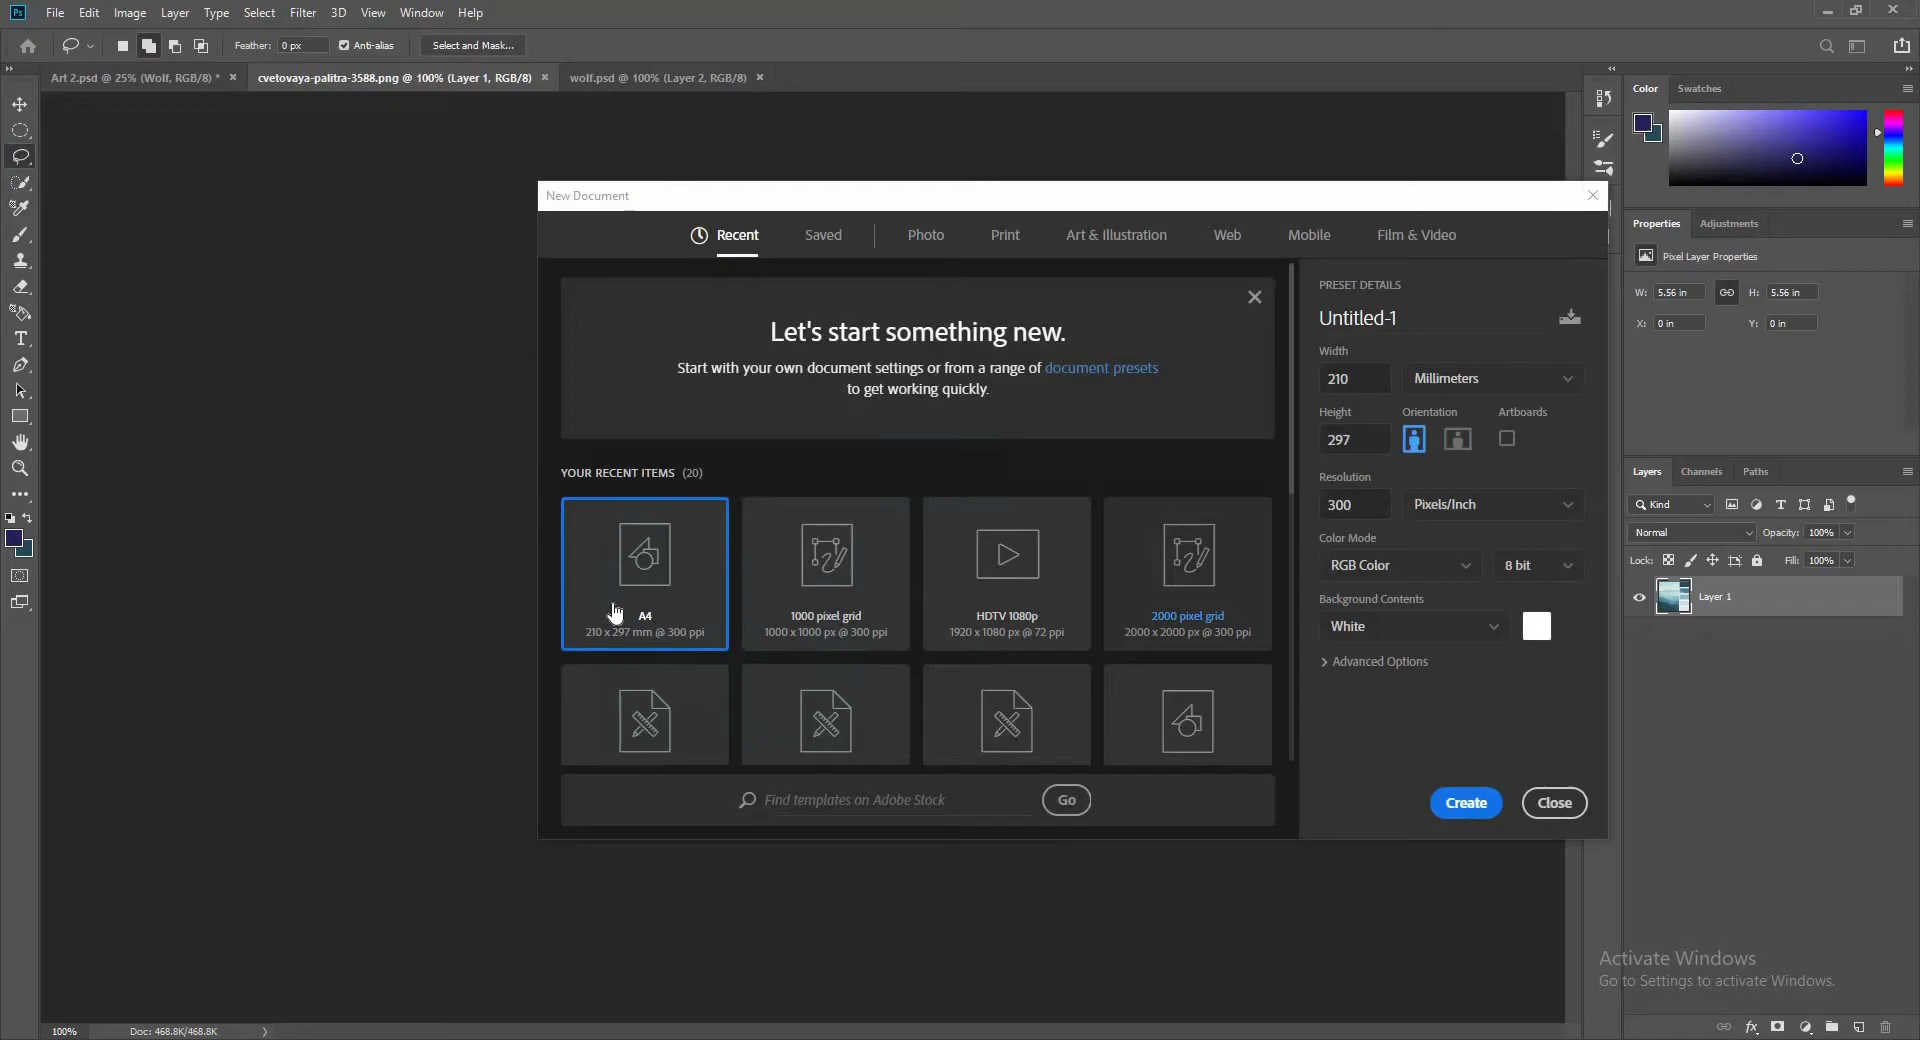 Ps File Edit Image Layer Type Select Filter 3D View Window Help
Feather: 0 px Anti-alias Select and Mask...
Art 2.psd @ 25% (Wolf, RGB/8) * × cvetovaya-palitra-3588.png @ 100% (Layer 1, RGB/8) × wolf.psd @ 100% (Layer 2, RGB/8) ×
Color Swatches
New Document
Recent Saved Photo Print Art & Illustration Web Mobile Film & Video
Let's start something new.
Start with your own document settings or from a range of document presets
to get working quickly.
YOUR RECENT ITEMS (20)
A4
210 x 297 mm @ 300 ppi
1000 pixel grid
1000 x 1000 px @ 300 ppi
HDTV 1080p
1920 x 1080 px @ 72 ppi
2000 pixel grid
2000 x 2000 px @ 300 ppi
Find templates on Adobe Stock Go
PRESET DETAILS
Untitled-1
Width
210 Millimeters
Height Orientation Artboards
297
Resolution
300 Pixels/Inch
Color Mode
RGB Color 8 bit
Background Contents
White
Advanced Options
Create Close
Properties Adjustments
Pixel Layer Properties
W: 5.56 in H: 5.56 in
X: 0 in Y: 0 in
Layers Channels Paths
Kind
Normal Opacity: 100%
Lock: Fill: 100%
Layer 1
Activate Windows
Go to Settings to activate Windows.
100% Doc: 468.8K/468.8K